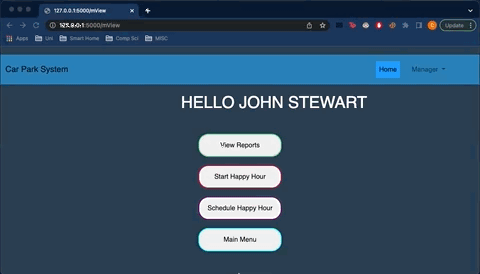 127.0.0.1:5000/mView
127.0.0.1:5000/mView
Update
Apps Uni Smart Home Comp Sci MISC
Car Park System
Home
Manager
HELLO JOHN STEWART
View Reports
Start Happy Hour
Schedule Happy Hour
Main Menu